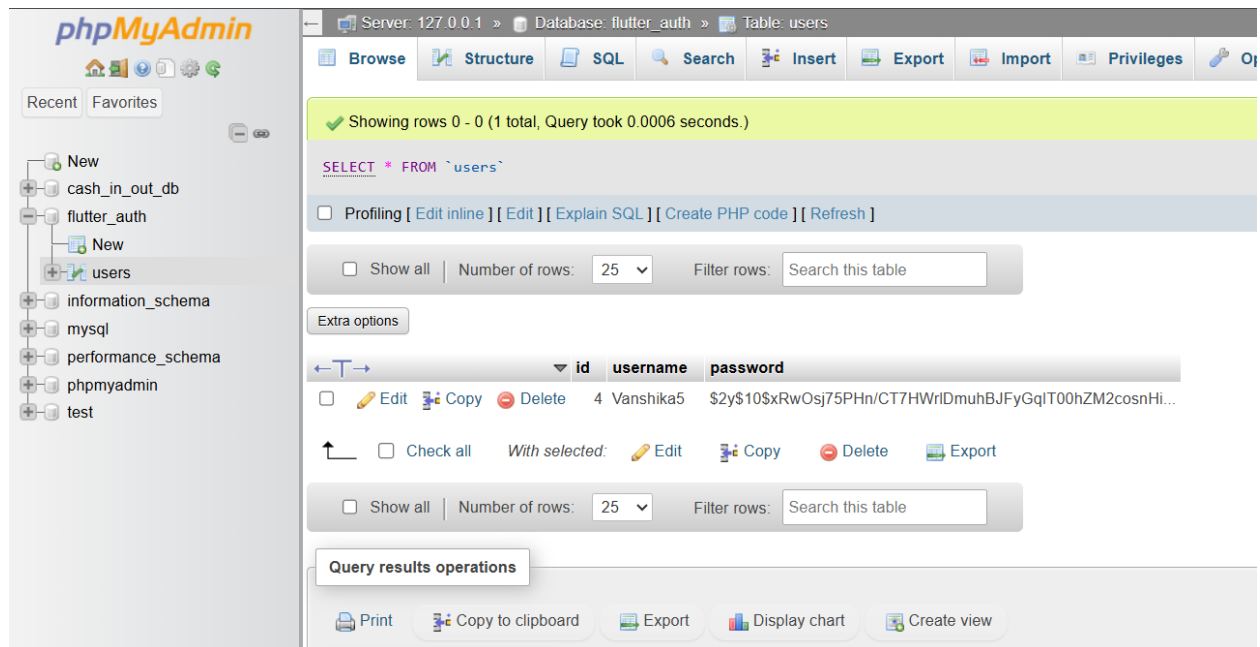 phpMyAdmin
Recent Favorites
New
cash_in_out_db
flutter_auth
New
users
information_schema
mysql
performance_schema
phpmyadmin
test
Server: 127.0.0.1 » Database: flutter_auth » Table: users
Browse Structure SQL Search Insert Export Import Privileges Op
Showing rows 0 - 0 (1 total, Query took 0.0006 seconds.)
SELECT * FROM `users`
Profiling [ Edit inline ] [ Edit ] [ Explain SQL ] [ Create PHP code ] [ Refresh ]
Show all Number of rows: 25 Filter rows: Search this table
Extra options
←T→ id username password
Edit Copy Delete 4 Vanshika5 $2y$10$xRwOsj75PHn/CT7HWrlDmuhBJFyGqIT00hZM2cosnHi...
Check all With selected: Edit Copy Delete Export
Show all Number of rows: 25 Filter rows: Search this table
Query results operations
Print Copy to clipboard Export Display chart Create view